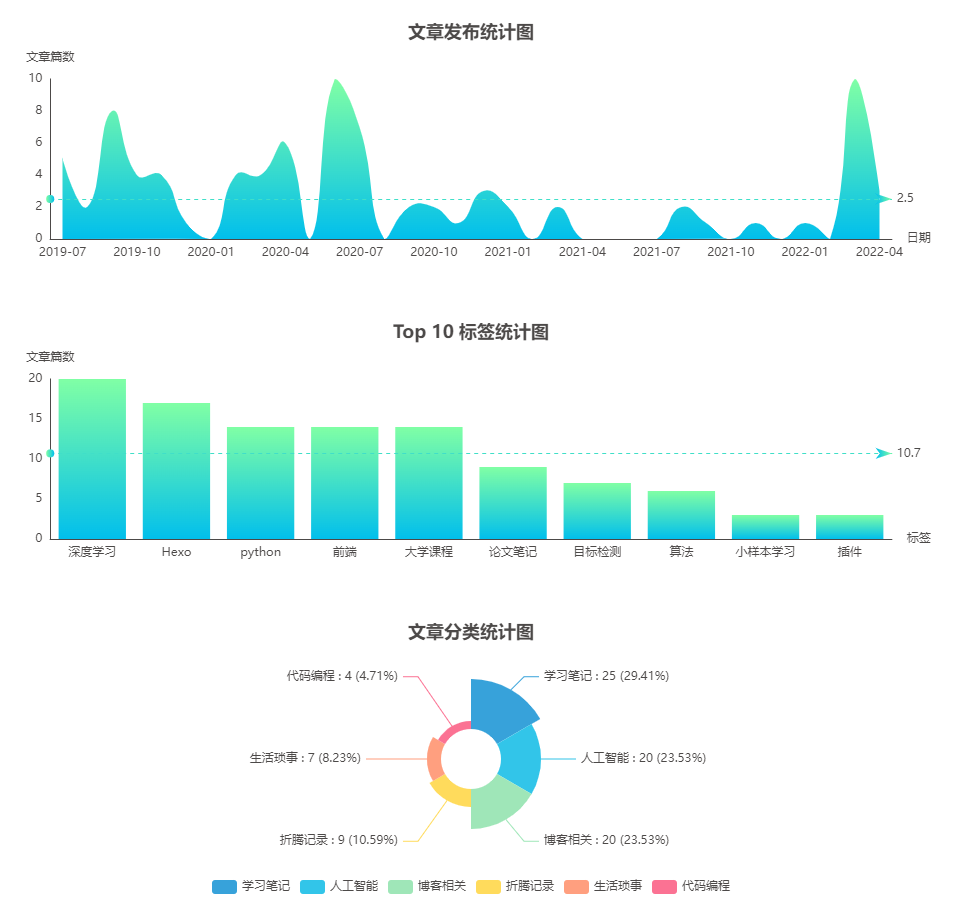 文章发布统计图
文章篇数
10
8
6
4
2
0
2.5
日期
2019-07 2019-10 2020-01 2020-04 2020-07 2020-10 2021-01 2021-04 2021-07 2021-10 2022-01 2022-04
Top 10 标签统计图
文章篇数
20
15
10
5
0
10.7
标签
深度学习 Hexo python 前端 大学课程 论文笔记 目标检测 算法 小样本学习 插件
文章分类统计图
代码编程 : 4 (4.71%) 学习笔记 : 25 (29.41%)
生活琐事 : 7 (8.23%) 人工智能 : 20 (23.53%)
折腾记录 : 9 (10.59%) 博客相关 : 20 (23.53%)
学习笔记 人工智能 博客相关 折腾记录 生活琐事 代码编程